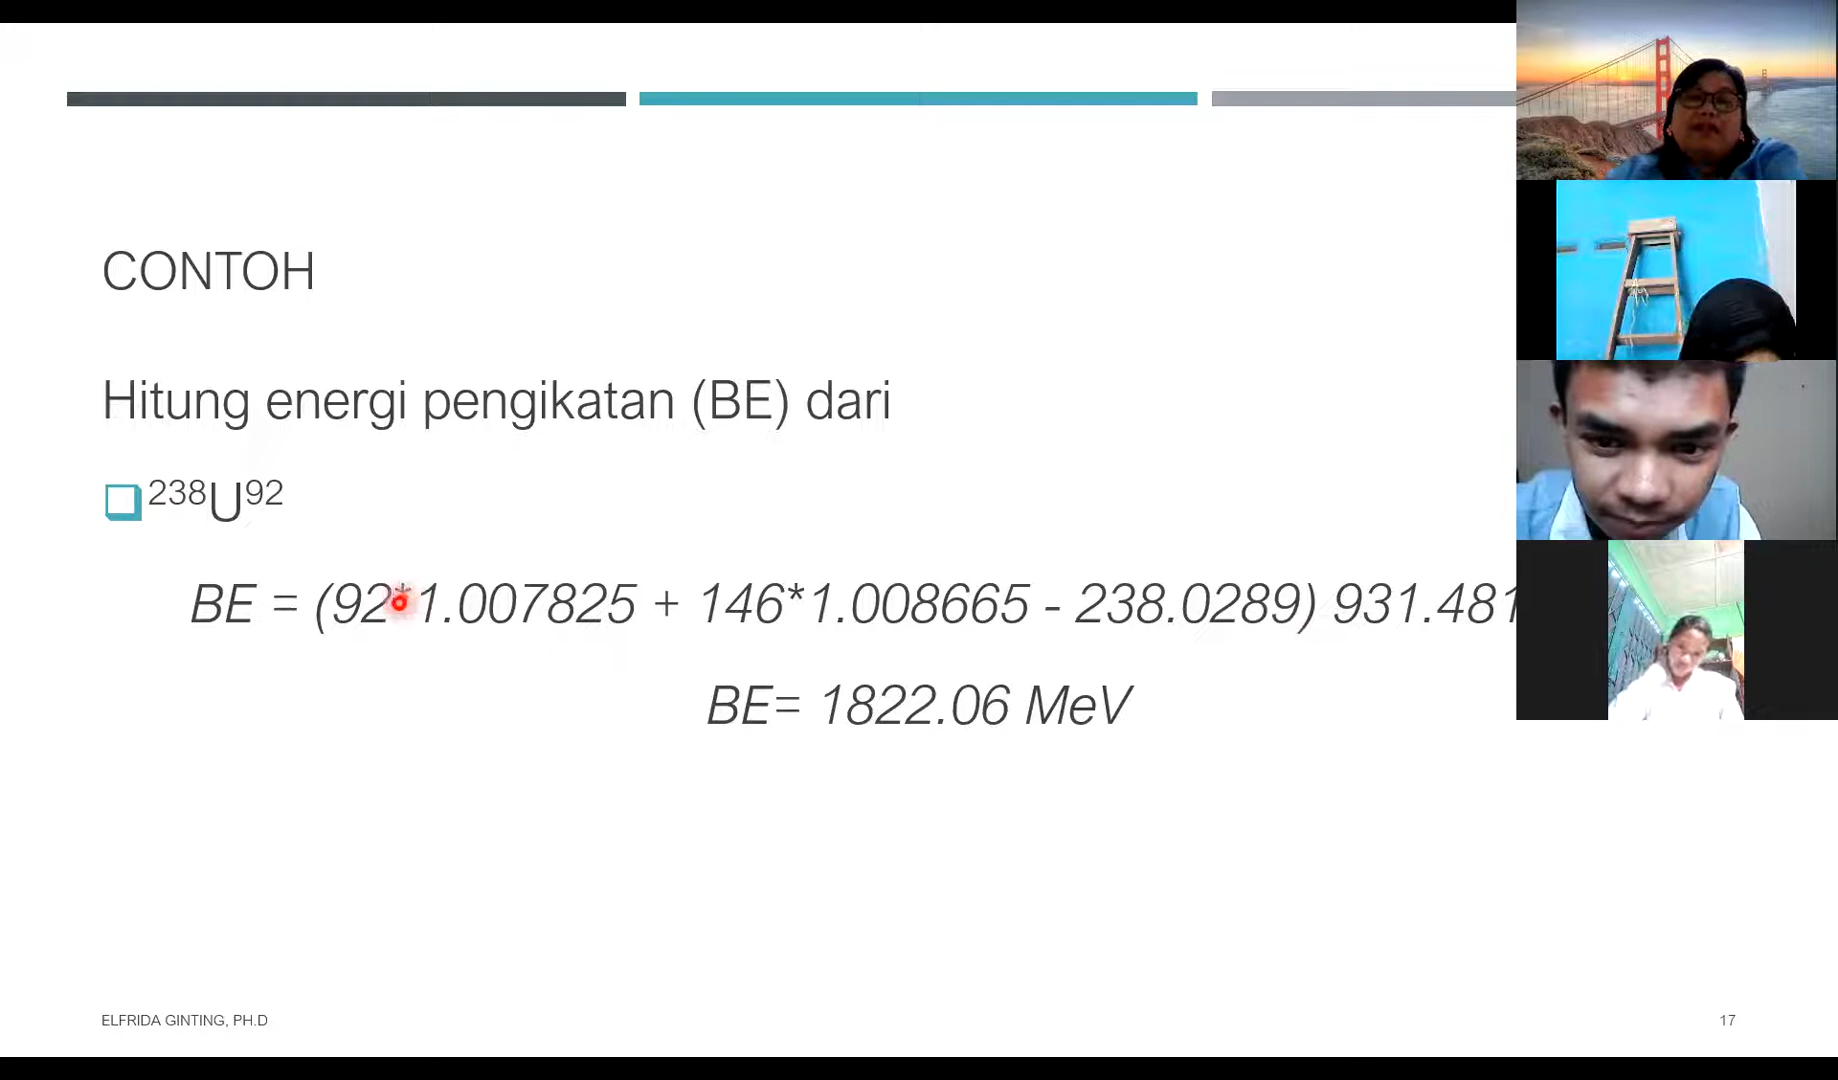 CONTOH
Hitung energi pengikatan (BE) dari
❑ ²³⁸U⁹²
BE = (92*1.007825 + 146*1.008665 - 238.0289) 931.481
BE= 1822.06 MeV
ELFRIDA GINTING, PH.D
17